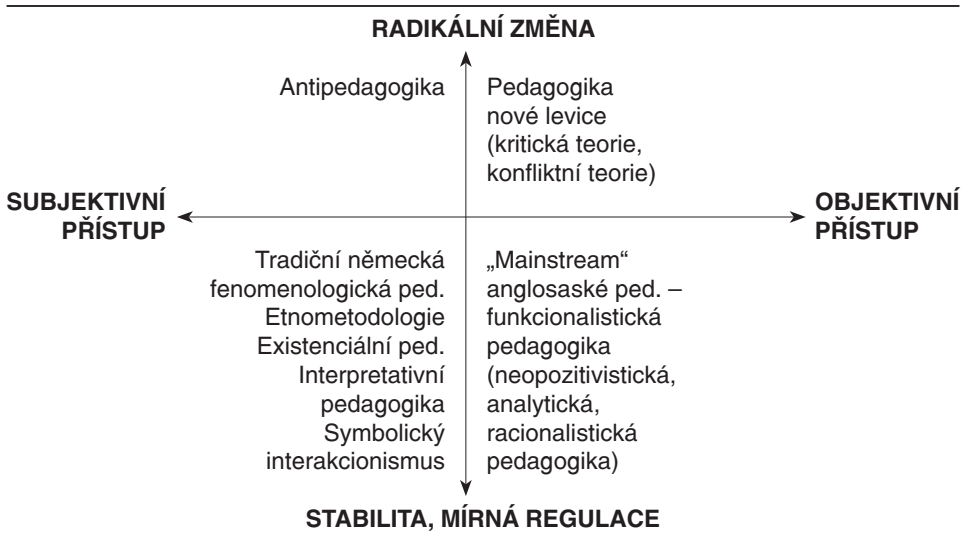 RADIKÁLNÍ ZMĚNA
Antipedagogika
Pedagogika
nové levice
(kritická teorie,
konfliktní teorie)
SUBJEKTIVNÍ
PŘÍSTUP
OBJEKTIVNÍ
PŘÍSTUP
Tradiční německá
fenomenologická ped.
Etnometodologie
Existenciální ped.
Interpretativní
pedagogika
Symbolický
interakcionismus
„Mainstream“
anglosaské ped. –
funkcionalistická
pedagogika
(neopozitivistická,
analytická,
racionalistická
pedagogika)
STABILITA, MÍRNÁ REGULACE